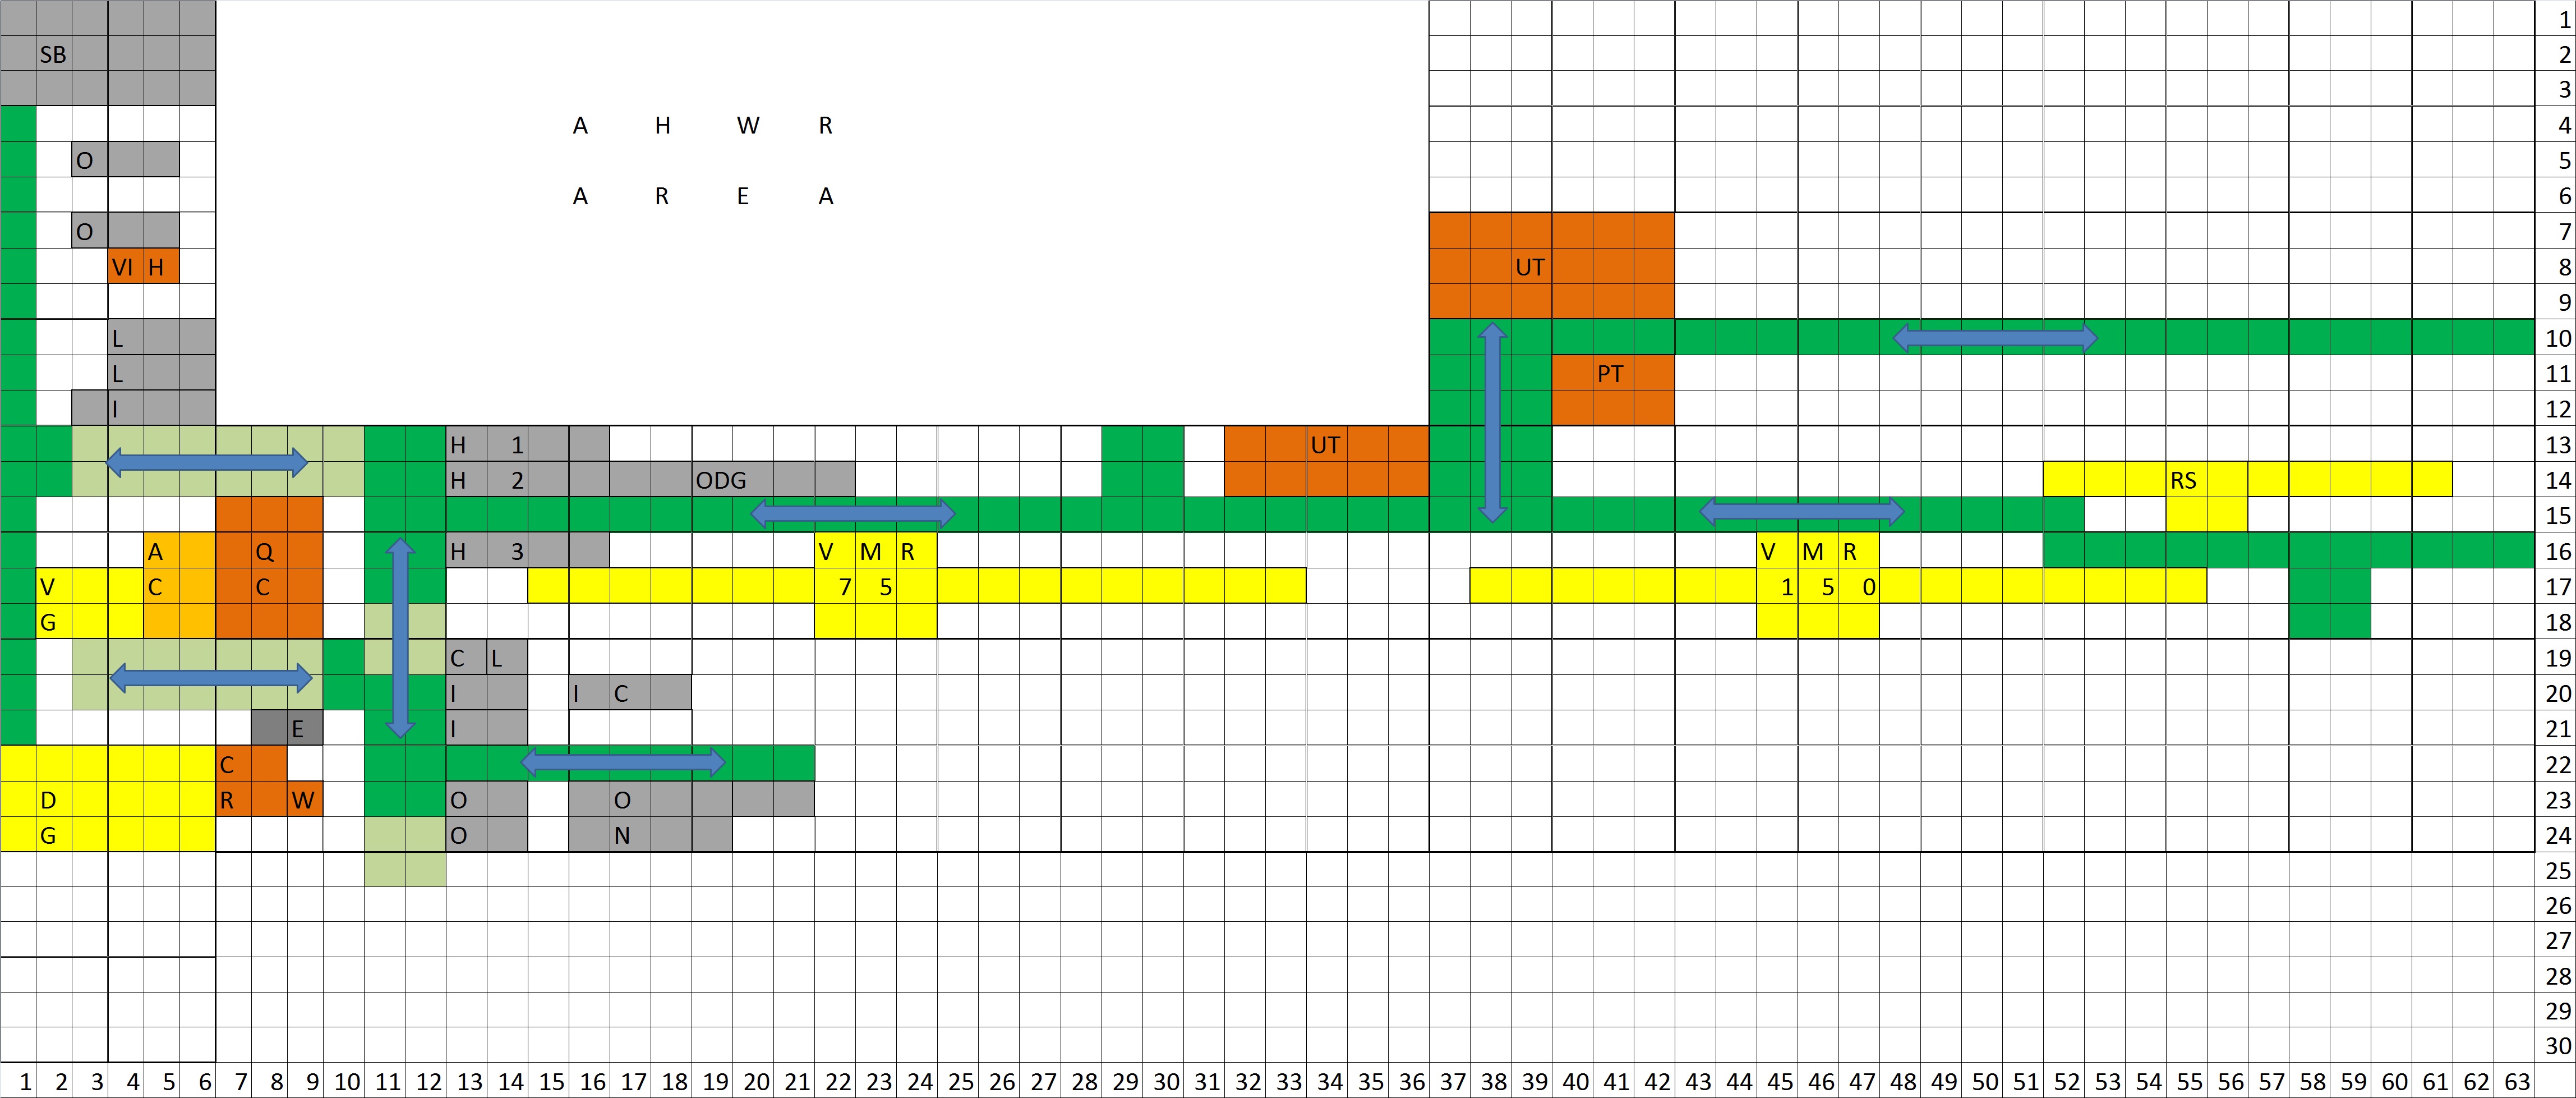 1
SB 2
3
A H W R 4
O 5
A R E A 6
O 7
VI H UT 8
9
L 10
L PT 11
I 12
H 1 UT 13
H 2 ODG RS 14
15
A Q H 3 V M R V M R 16
V C C 7 5 1 5 0 17
G 18
C L 19
I I C 20
E I 21
C 22
D R W O O 23
G O N 24
25
26
27
28
29
30
1 2 3 4 5 6 7 8 9 10 11 12 13 14 15 16 17 18 19 20 21 22 23 24 25 26 27 28 29 30 31 32 33 34 35 36 37 38 39 40 41 42 43 44 45 46 47 48 49 50 51 52 53 54 55 56 57 58 59 60 61 62 63